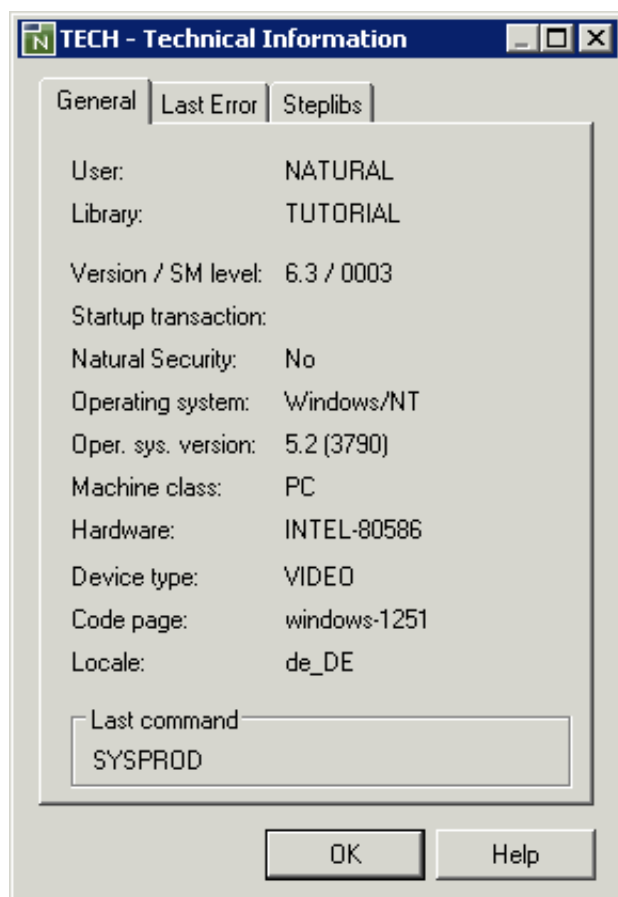 TECH - Technical Information
General Last Error Steplibs
User: NATURAL
Library: TUTORIAL
Version / SM level: 6.3 / 0003
Startup transaction:
Natural Security: No
Operating system: Windows/NT
Oper. sys. version: 5.2 (3790)
Machine class: PC
Hardware: INTEL-80586
Device type: VIDEO
Code page: windows-1251
Locale: de_DE
Last command
SYSPROD
OK Help